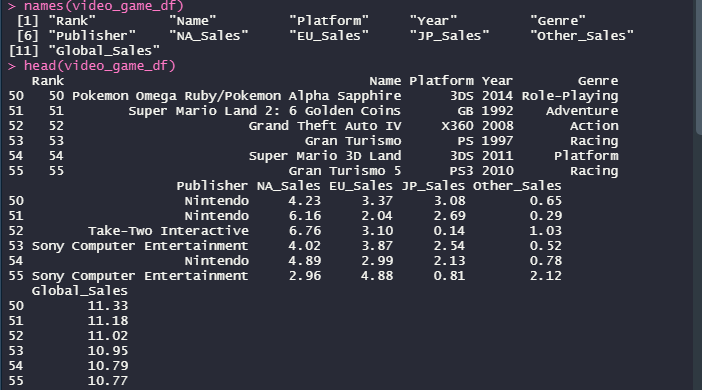 > names(video_game_df)
[1] "Rank" "Name" "Platform" "Year" "Genre"
[6] "Publisher" "NA_Sales" "EU_Sales" "JP_Sales" "Other_Sales"
[11] "Global_Sales"
> head(video_game_df)
Rank Name Platform Year Genre
50 50 Pokemon Omega Ruby/Pokemon Alpha Sapphire 3DS 2014 Role-Playing
51 51 Super Mario Land 2: 6 Golden Coins GB 1992 Adventure
52 52 Grand Theft Auto IV X360 2008 Action
53 53 Gran Turismo PS 1997 Racing
54 54 Super Mario 3D Land 3DS 2011 Platform
55 55 Gran Turismo 5 PS3 2010 Racing
Publisher NA_Sales EU_Sales JP_Sales Other_Sales
50 Nintendo 4.23 3.37 3.08 0.65
51 Nintendo 6.16 2.04 2.69 0.29
52 Take-Two Interactive 6.76 3.10 0.14 1.03
53 Sony Computer Entertainment 4.02 3.87 2.54 0.52
54 Nintendo 4.89 2.99 2.13 0.78
55 Sony Computer Entertainment 2.96 4.88 0.81 2.12
Global_Sales
50 11.33
51 11.18
52 11.02
53 10.95
54 10.79
55 10.77